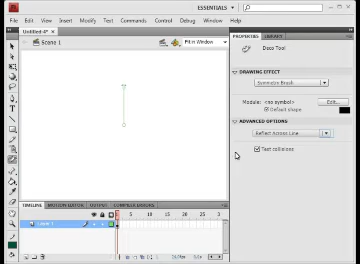 ESSENTIALS
File Edit View Insert Modify Text Commands Control Debug Window Help
Untitled-4*
Scene 1
Fit in Window
PROPERTIES LIBRARY
Deco Tool
DRAWING EFFECT
Symmetry Brush
Module: <no symbol> Edit...
Default shape
ADVANCED OPTIONS
Reflect Across Line
Test collisions
TIMELINE MOTION EDITOR OUTPUT COMPILER ERRORS
5 10 15 20 25 3
Layer 1